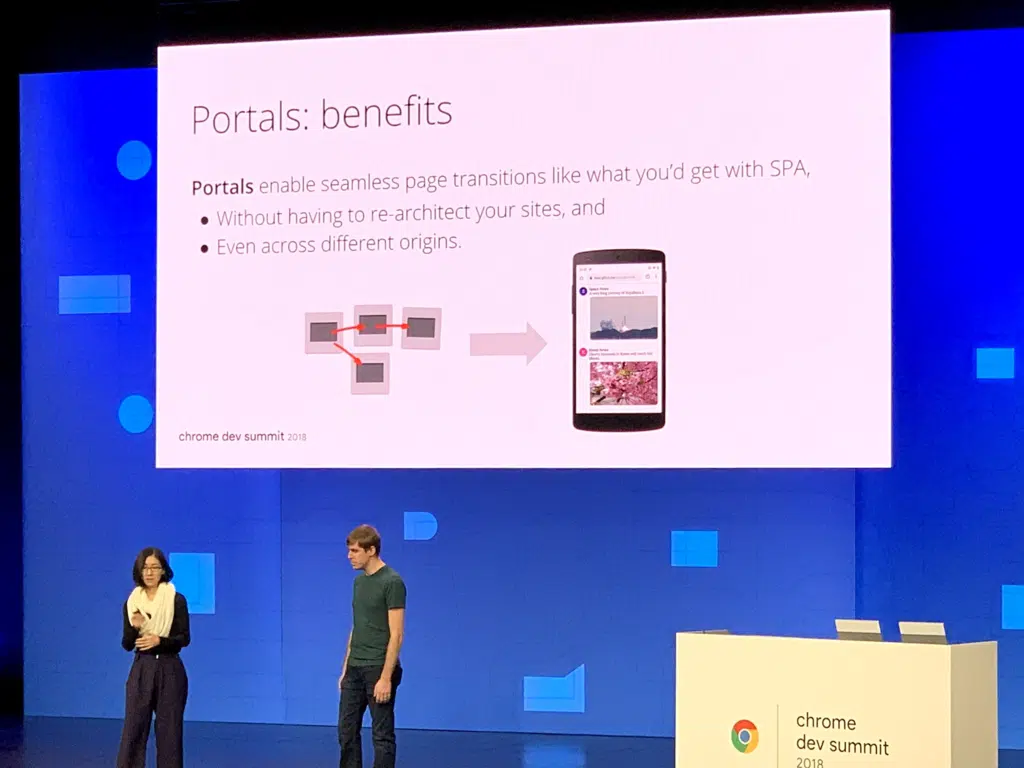 Portals: benefits
Portals enable seamless page transitions like what you'd get with SPA,
• Without having to re-architect your sites, and
• Even across different origins.
chrome dev summit 2018
chrome
dev summit
2018